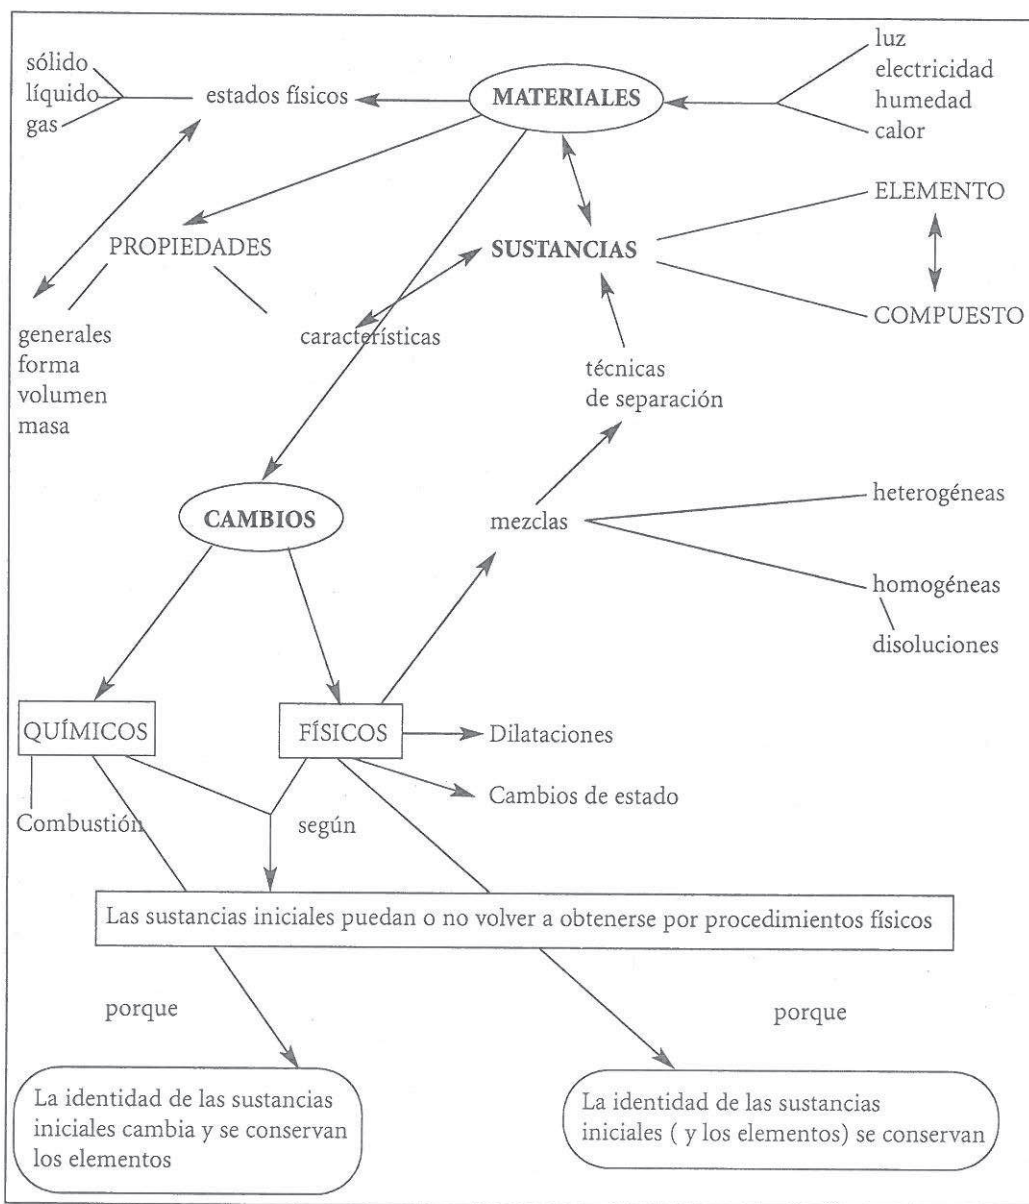 sólido
líquido
gas
estados físicos
MATERIALES
luz
electricidad
humedad
calor
PROPIEDADES
SUSTANCIAS
ELEMENTO
COMPUESTO
generales
forma
volumen
masa
características
técnicas
de separación
CAMBIOS
mezclas
heterogéneas
homogéneas
disoluciones
QUÍMICOS
FÍSICOS
Dilataciones
Cambios de estado
Combustión
según
Las sustancias iniciales puedan o no volver a obtenerse por procedimientos físicos
porque
porque
La identidad de las sustancias
iniciales cambia y se conservan
los elementos
La identidad de las sustancias
iniciales ( y los elementos) se conservan